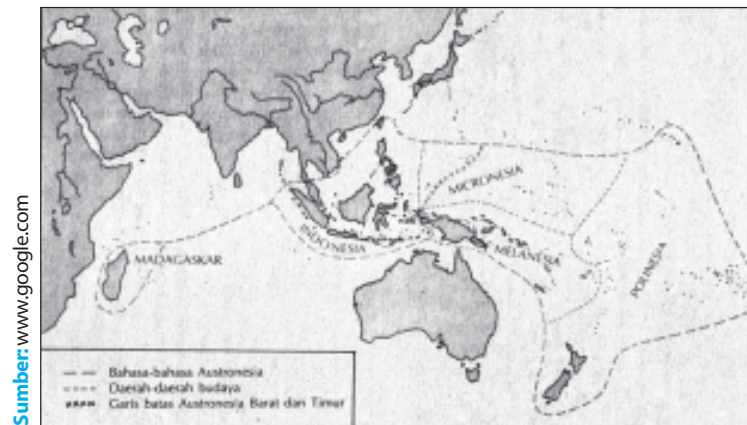 MICRONESIA
INDONESIA
MELANESIA
MADAGASKAR
POLINESIA
Bahasa-bahasa Austronesia
Daerah-daerah budaya
Garis batas Austronesia Barat dan Timur
Sumber: www.google.com